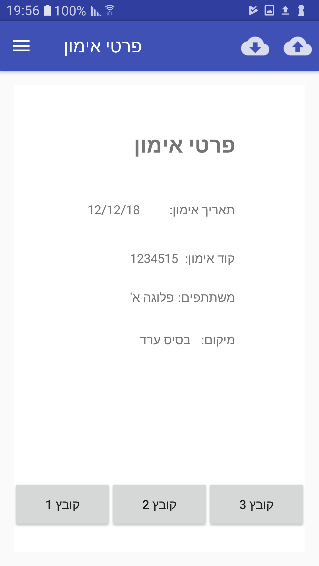 19:56 100%
פרטי אימון
פרטי אימון
תאריך אימון: 12/12/18
קוד אימון: 1234515
משתתפים: פלוגה א'
מיקום: בסיס ערד
קובץ 1 קובץ 2 קובץ 3